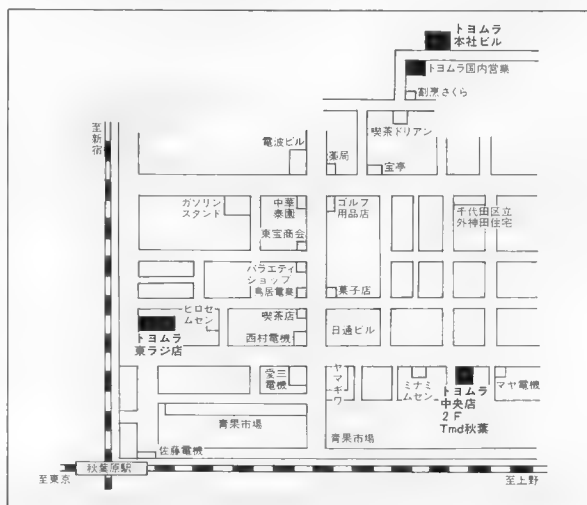 トヨムラ
本社ビル
トヨムラ国内営業
割烹さくら
至新宿
喫茶ドリアン
電波ビル
薬局
宝亭
ガソリン
スタンド
中華
泰園
ゴルフ
用品店
千代田区立
外神田住宅
東宝商会
バラエティ
ショップ
鳥居電業
菓子店
ヒロセ
ムセン
喫茶店
トヨムラ
東ラジ店
西村電機
日通ビル
愛三
電機
ヤマギワ
ミナミ
ムセン
トヨムラ
中央店
2F
Tmd秋葉
マヤ電機
青果市場
青果市場
佐藤電機
秋葉原駅
至東京
至上野